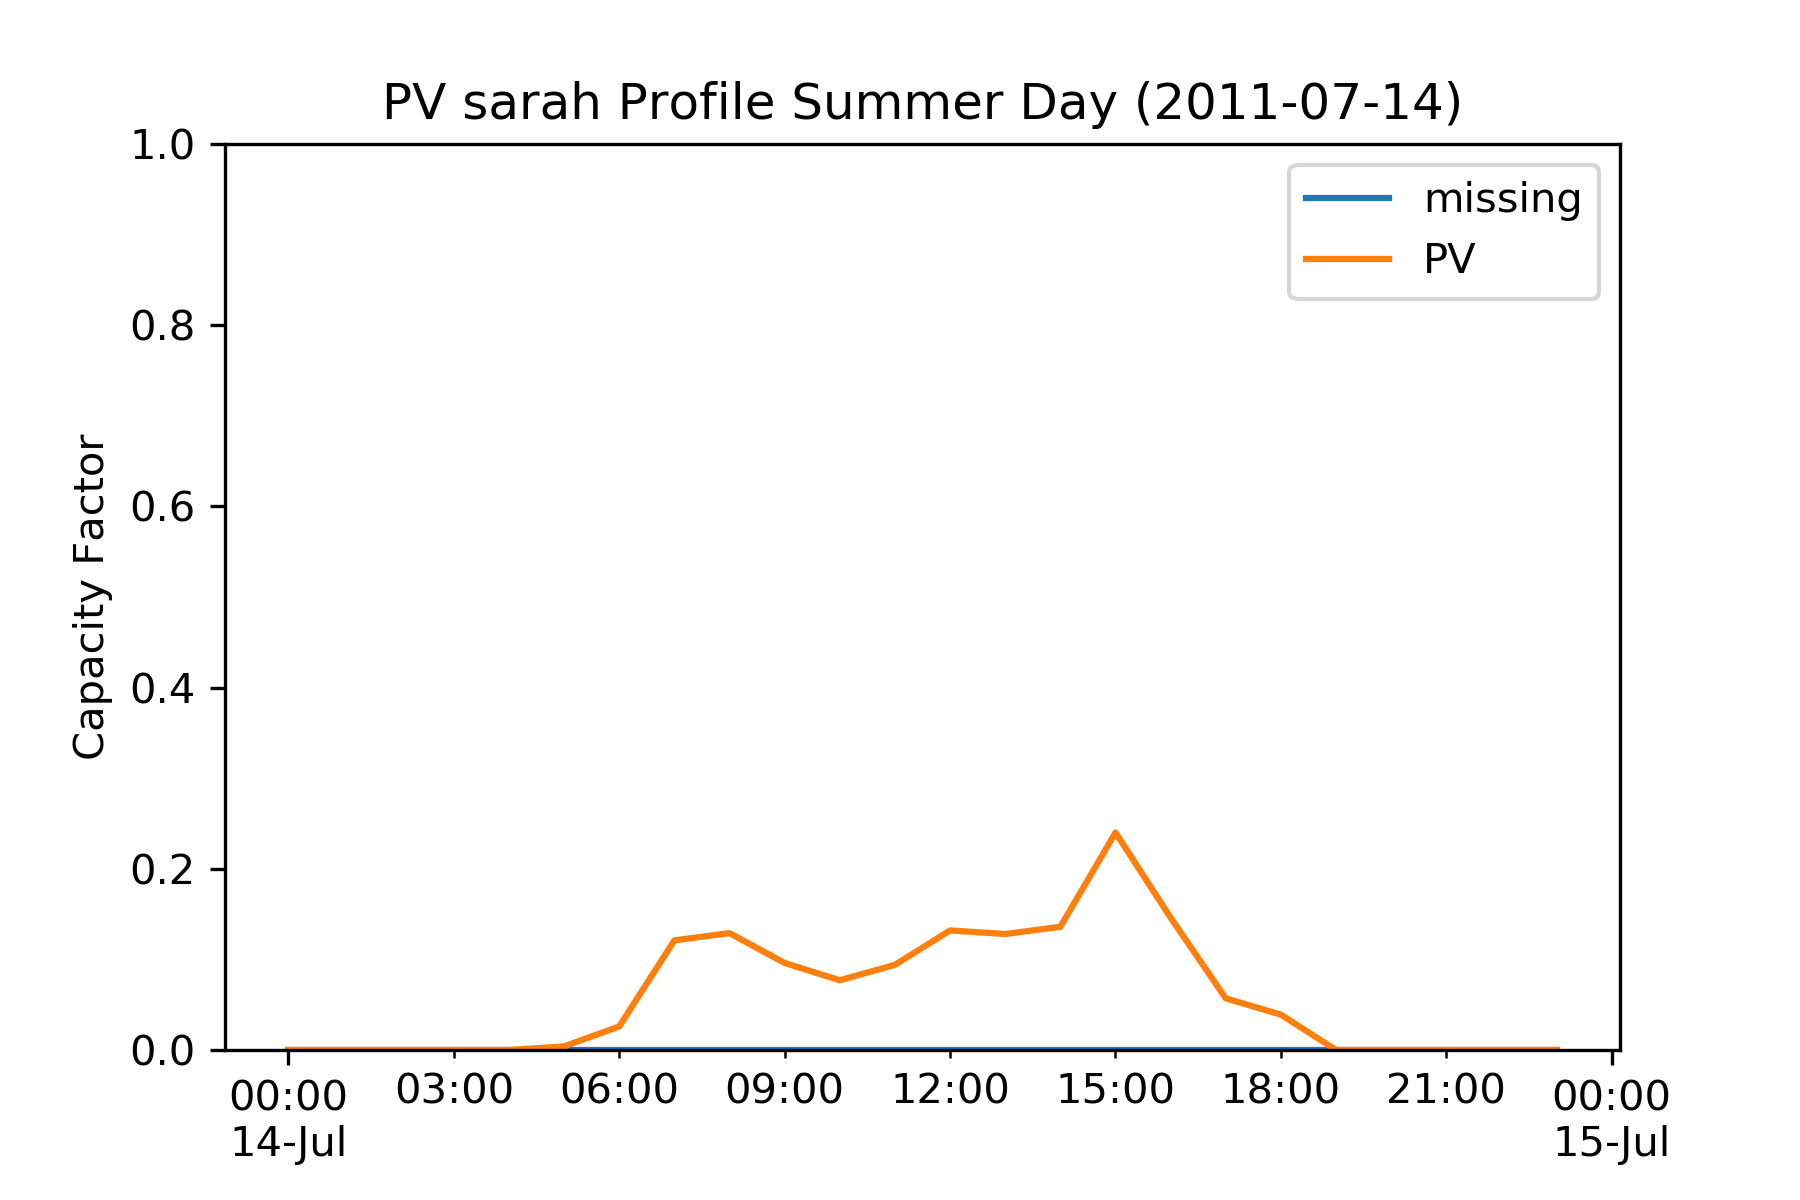 PV sarah Profile Summer Day (2011-07-14)
1.0
0.8
0.6
0.4
0.2
0.0
Capacity Factor
missing
PV
00:00 03:00 06:00 09:00 12:00 15:00 18:00 21:00 00:00
14-Jul 15-Jul